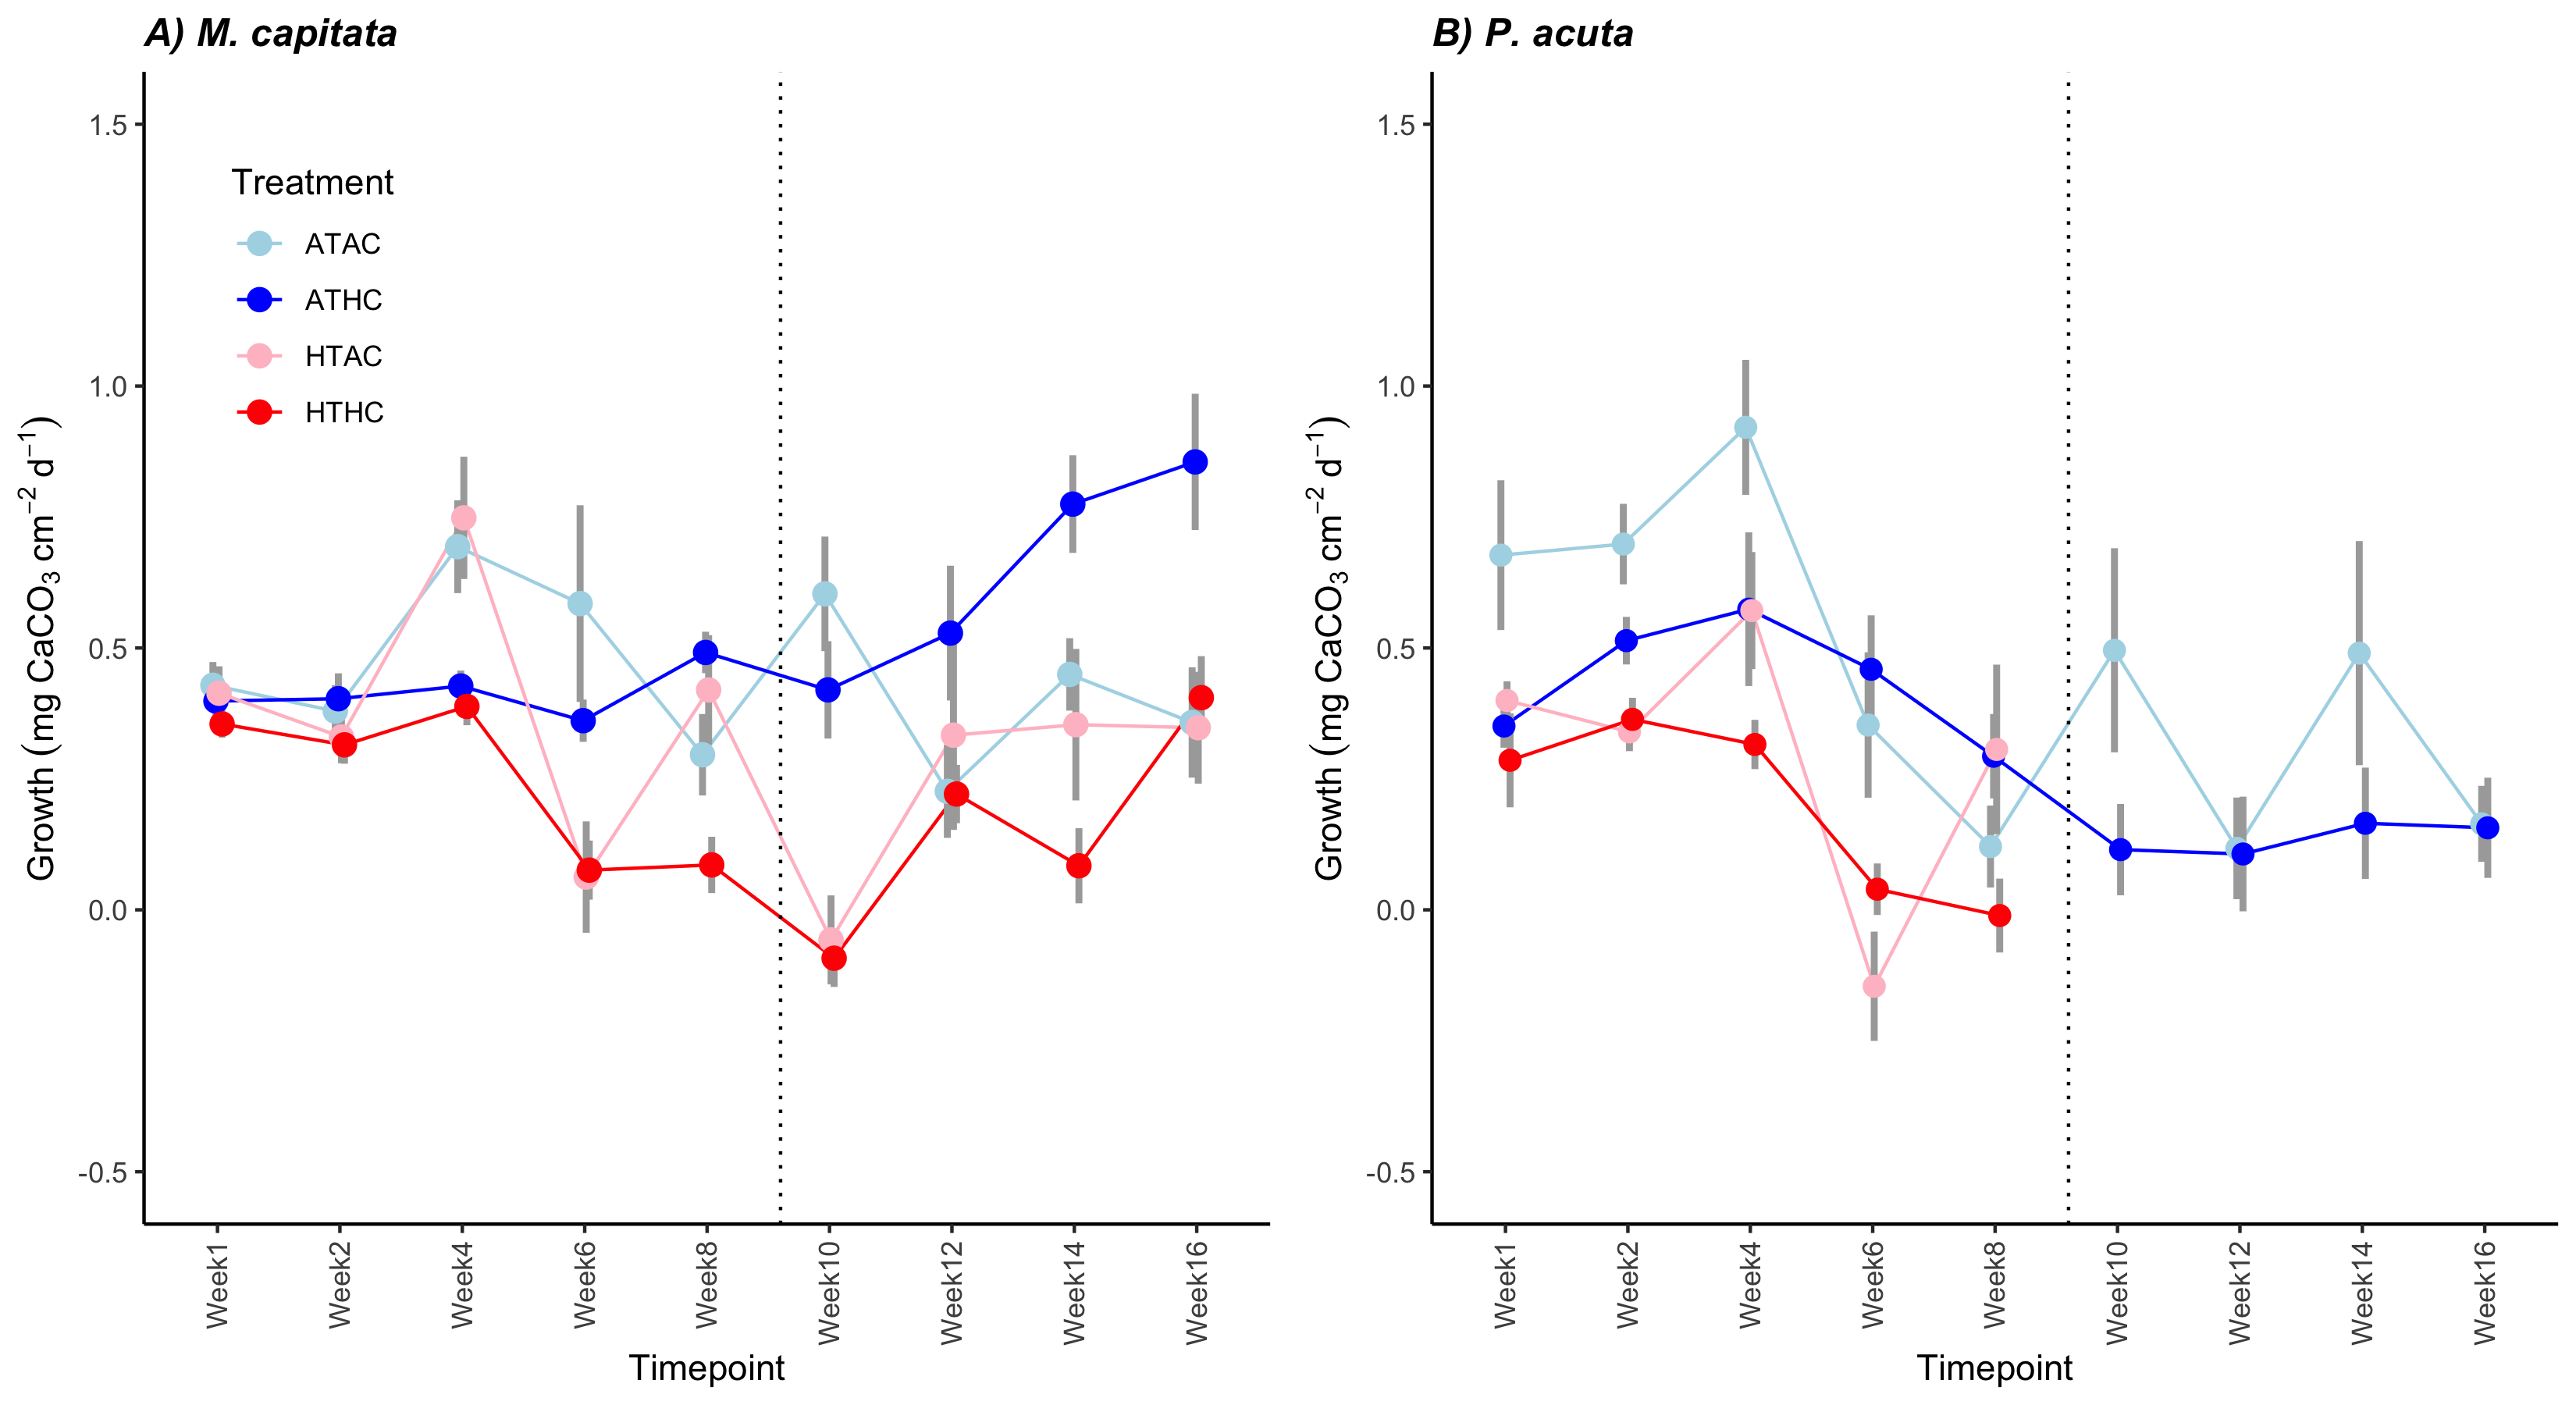 A) M. capitata
1.5
1.0
0.5
0.0
-0.5
Growth (mg CaCO₃ cm⁻² d⁻¹)
Treatment
ATAC
ATHC
HTAC
HTHC
Week1
Week2
Week4
Week6
Week8
Week10
Week12
Week14
Week16
Timepoint
B) P. acuta
1.5
1.0
0.5
0.0
-0.5
Growth (mg CaCO₃ cm⁻² d⁻¹)
Week1
Week2
Week4
Week6
Week8
Week10
Week12
Week14
Week16
Timepoint